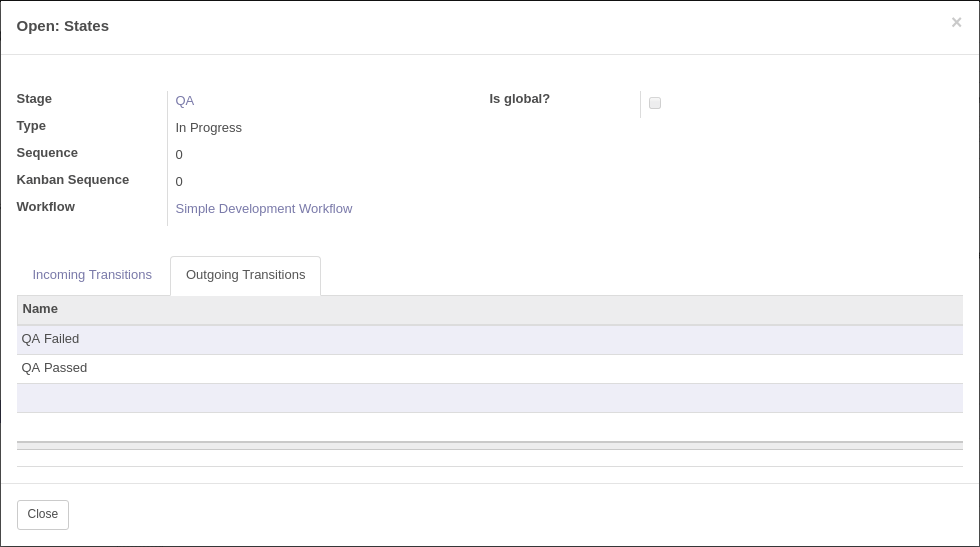 Open: States
×
Stage QA
Is global?
Type In Progress
Sequence 0
Kanban Sequence 0
Workflow Simple Development Workflow
Incoming Transitions Outgoing Transitions
Name
QA Failed
QA Passed
Close